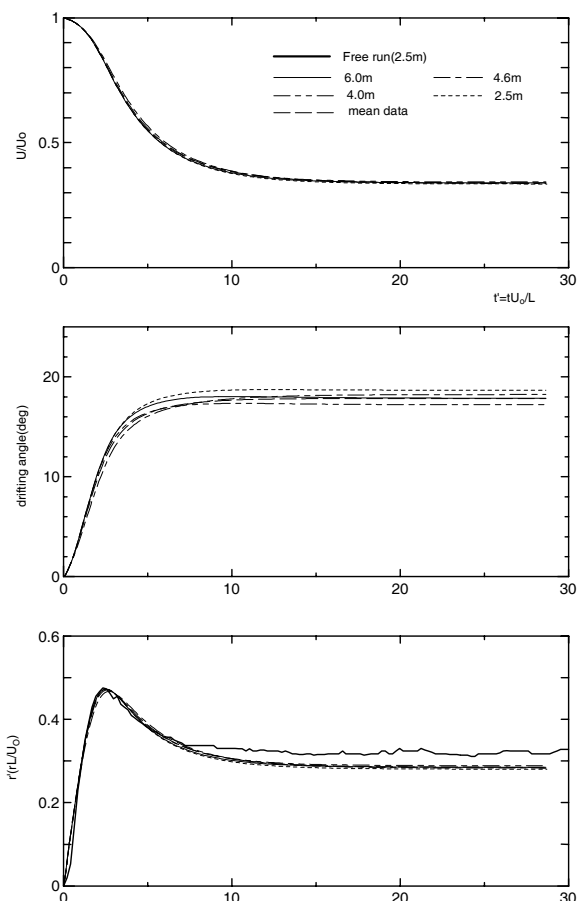 1
Free run(2.5m)
6.0m 4.6m
4.0m 2.5m
mean data
U/Uo
0.5
0
0 10 20 30
t'=tUo/L
20
drifting angle(deg)
10
0
0 10 20 30
0.6
0.4
r'(rL/Uo)
0.2
0
0 10 20 30